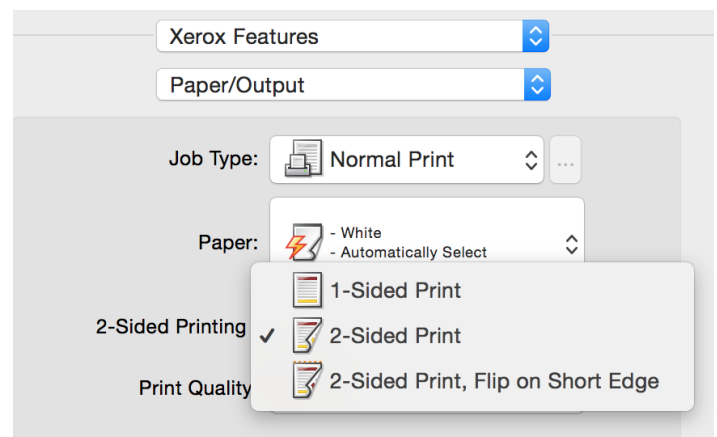 Xerox Features
Paper/Output
Job Type: Normal Print ...
Paper: - White
- Automatically Select
1-Sided Print
2-Sided Printing ✓ 2-Sided Print
2-Sided Print, Flip on Short Edge
Print Quality